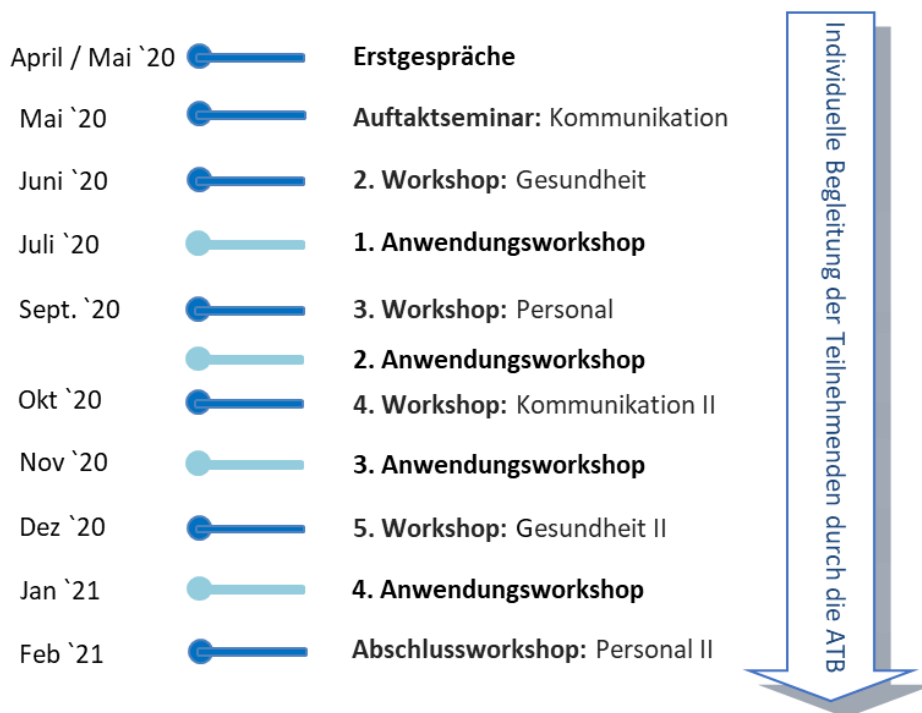 April / Mai `20 Erstgespräche
Mai `20 Auftaktseminar: Kommunikation
Juni `20 2. Workshop: Gesundheit
Juli `20 1. Anwendungsworkshop
Sept. `20 3. Workshop: Personal
2. Anwendungsworkshop
Okt `20 4. Workshop: Kommunikation II
Nov `20 3. Anwendungsworkshop
Dez `20 5. Workshop: Gesundheit II
Jan `21 4. Anwendungsworkshop
Feb `21 Abschlussworkshop: Personal II
Individuelle Begleitung der Teilnehmenden durch die ATB